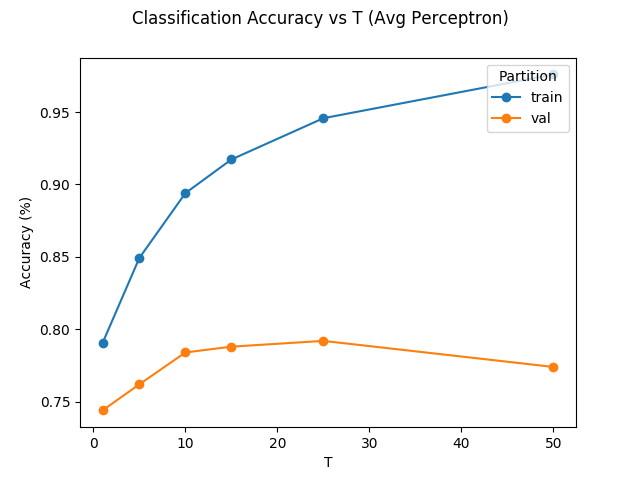 Classification Accuracy vs T (Avg Perceptron)
Partition
train
val
0.95
0.90
0.85
0.80
0.75
Accuracy (%)
0 10 20 30 40 50
T